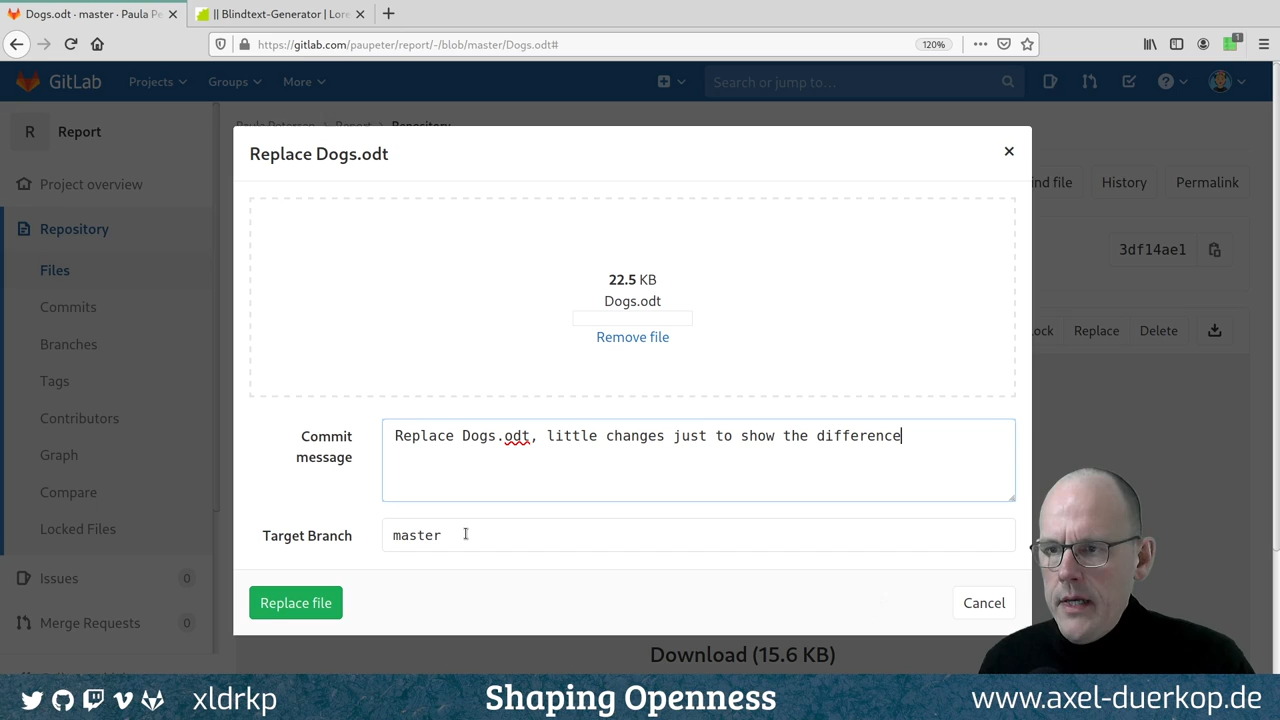 Dogs.odt - master · Paula Pe
|| Blindtext-Generator | Lore
https://gitlab.com/paupeter/report/-/blob/master/Dogs.odt#
120%
1
GitLab
Projects
Groups
More
Search or jump to...
R
Report
Project overview
Repository
Files
Commits
Branches
Tags
Contributors
Graph
Compare
Locked Files
Issues
0
Merge Requests
0
Repository
ind file
History
Permalink
3df14ae1
ock
Replace
Delete
Replace Dogs.odt
×
22.5 KB
Dogs.odt
Remove file
Commit
message
Replace Dogs.odt, little changes just to show the difference
Target Branch
master
Replace file
Cancel
Download (15.6 KB)
xldrkp
Shaping Openness
www.axel-duerkop.de